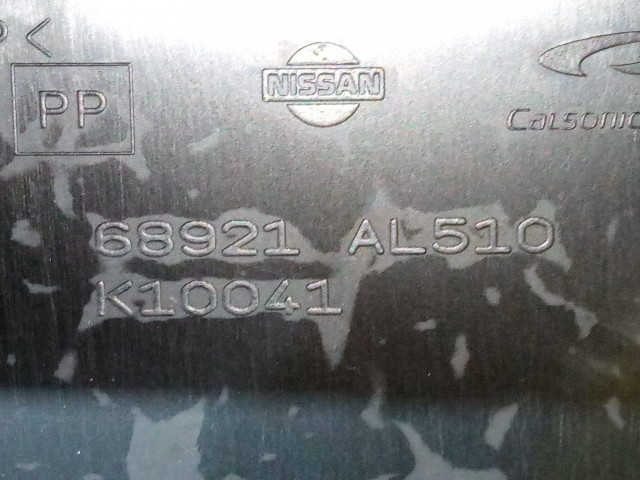 P<
PP
NISSAN
Calsonic
68921 AL510
K10041